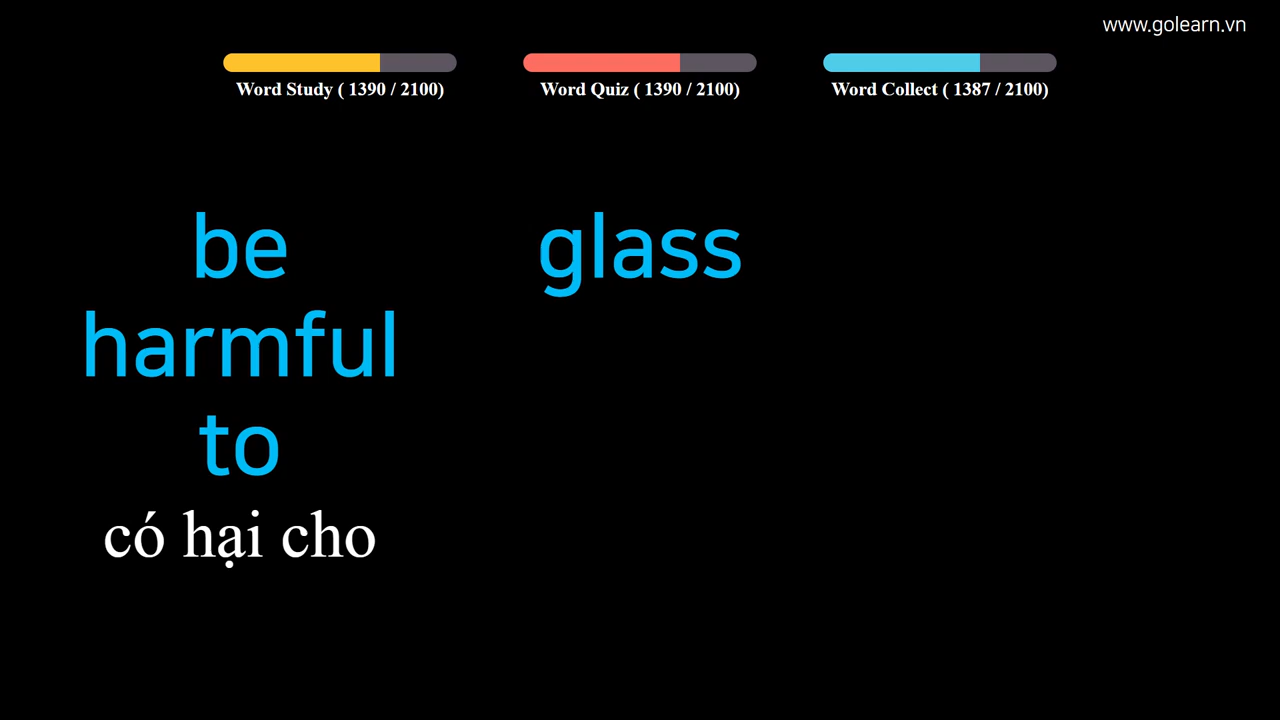 www.golearn.vn
Word Study ( 1390 / 2100)
Word Quiz ( 1390 / 2100)
Word Collect ( 1387 / 2100)
be
harmful
to
có hại cho
glass